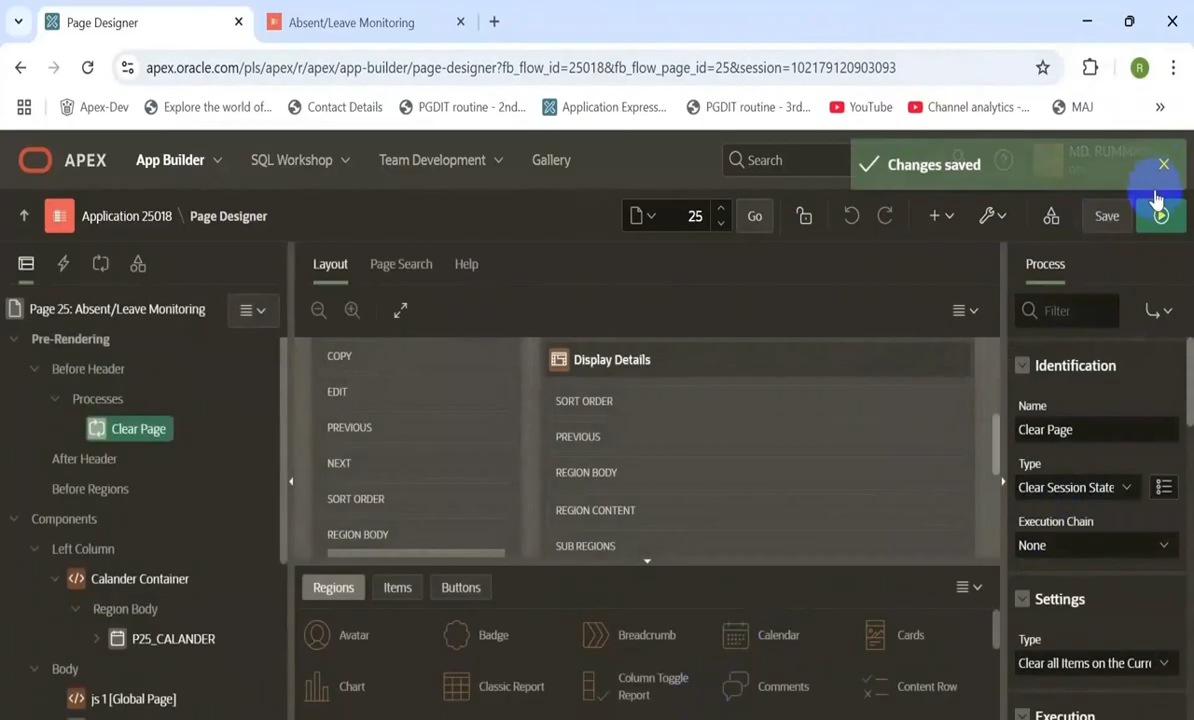 Page Designer
Absent/Leave Monitoring
apex.oracle.com/pls/apex/r/apex/app-builder/page-designer?fb_flow_id=25018&fb_flow_page_id=25&session=102179120903093
R
Apex-Dev
Explore the world of...
Contact Details
PGDIT routine - 2nd...
Application Express...
PGDIT routine - 3rd...
YouTube
Channel analytics -...
MAJ
APEX
App Builder
SQL Workshop
Team Development
Gallery
Search
Changes saved
Application 25018 \ Page Designer
25
Go
Save
Layout
Page Search
Help
Process
Page 25: Absent/Leave Monitoring
Filter
Pre-Rendering
Before Header
Processes
Clear Page
After Header
Before Regions
Components
Left Column
Calander Container
Region Body
P25_CALANDER
Body
js 1 [Global Page]
COPY
EDIT
PREVIOUS
NEXT
SORT ORDER
REGION BODY
Display Details
SORT ORDER
PREVIOUS
REGION BODY
REGION CONTENT
SUB REGIONS
Regions
Items
Buttons
Avatar
Badge
Breadcrumb
Calendar
Cards
Chart
Classic Report
Column Toggle
Report
Comments
Content Row
Identification
Name
Clear Page
Type
Clear Session State
Execution Chain
None
Settings
Type
Clear all Items on the Curr
Execution